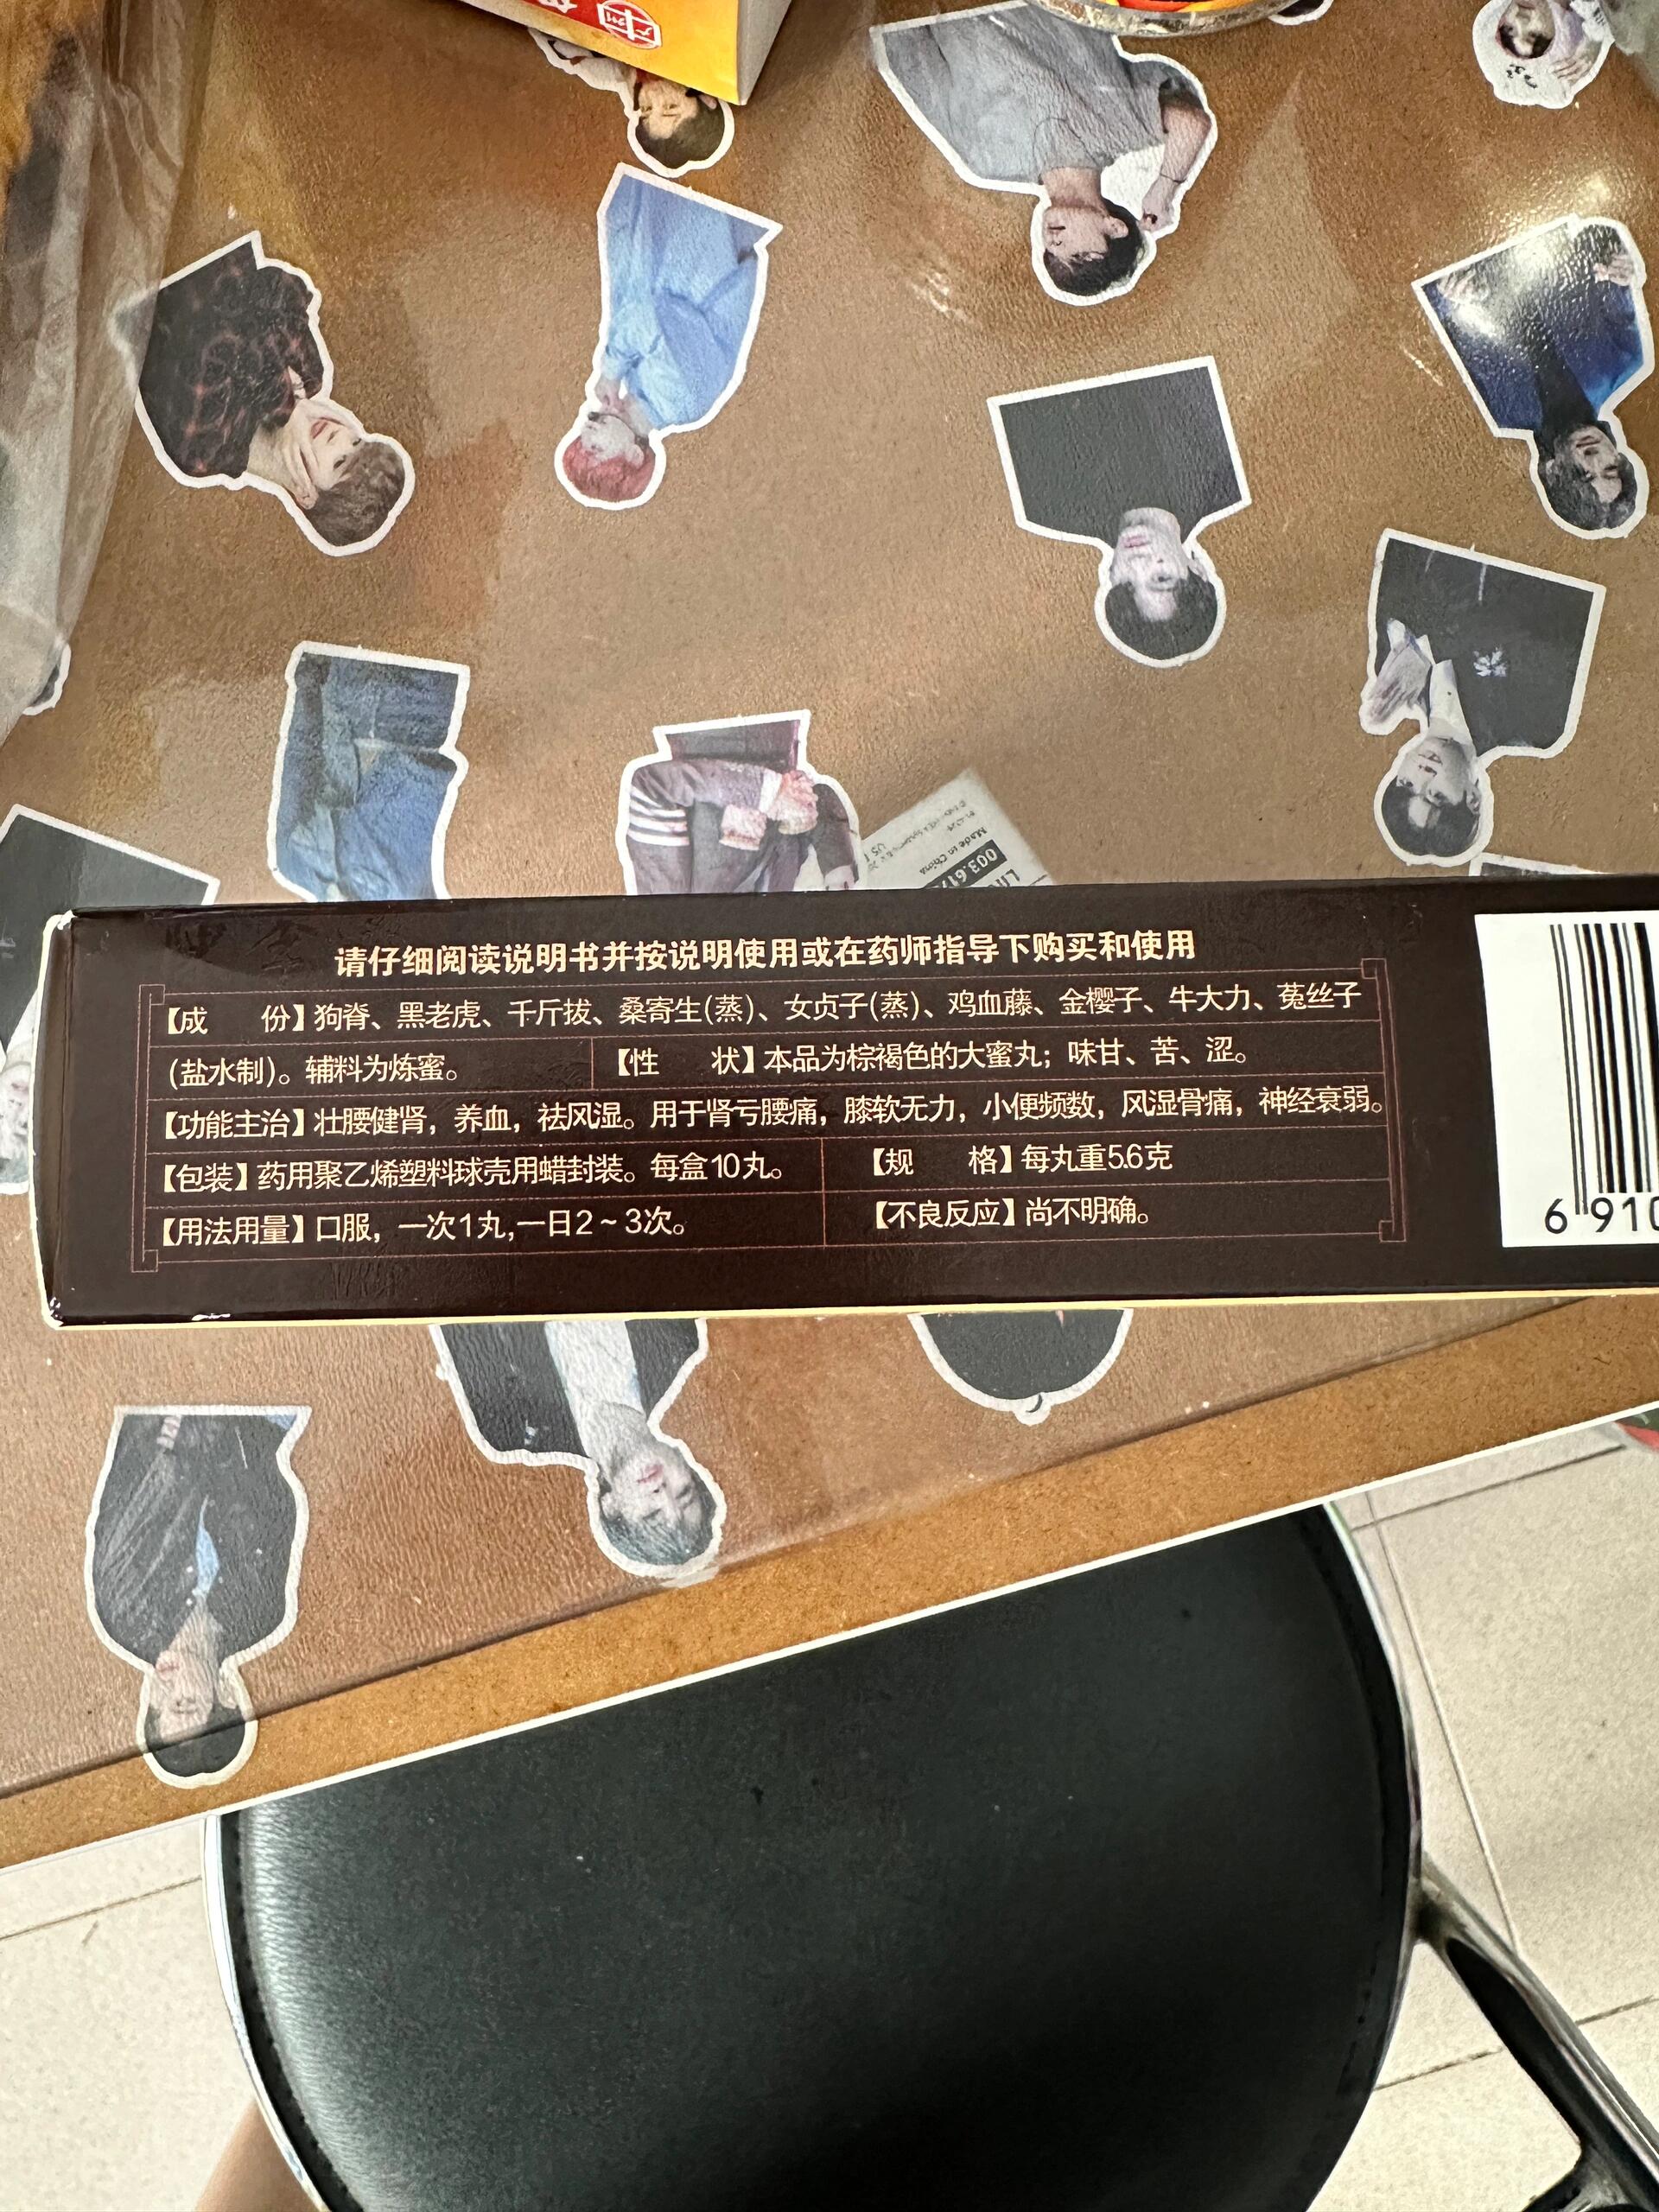 Made in China
请仔细阅读说明书并按说明使用或在药师指导下购买和使用
【成 份】狗脊、黑老虎、千斤拔、桑寄生(蒸)、女贞子(蒸)、鸡血藤、金樱子、牛大力、菟丝子
(盐水制)。辅料为炼蜜。 【性 状】本品为棕褐色的大蜜丸；味甘、苦、涩。
【功能主治】壮腰健肾，养血，祛风湿。用于肾亏腰痛，膝软无力，小便频数，风湿骨痛，神经衰弱。
【包装】药用聚乙烯塑料球壳用蜡封装。每盒10丸。 【规 格】每丸重5.6克
【用法用量】口服，一次1丸，一日2～3次。 【不良反应】尚不明确。
6 910